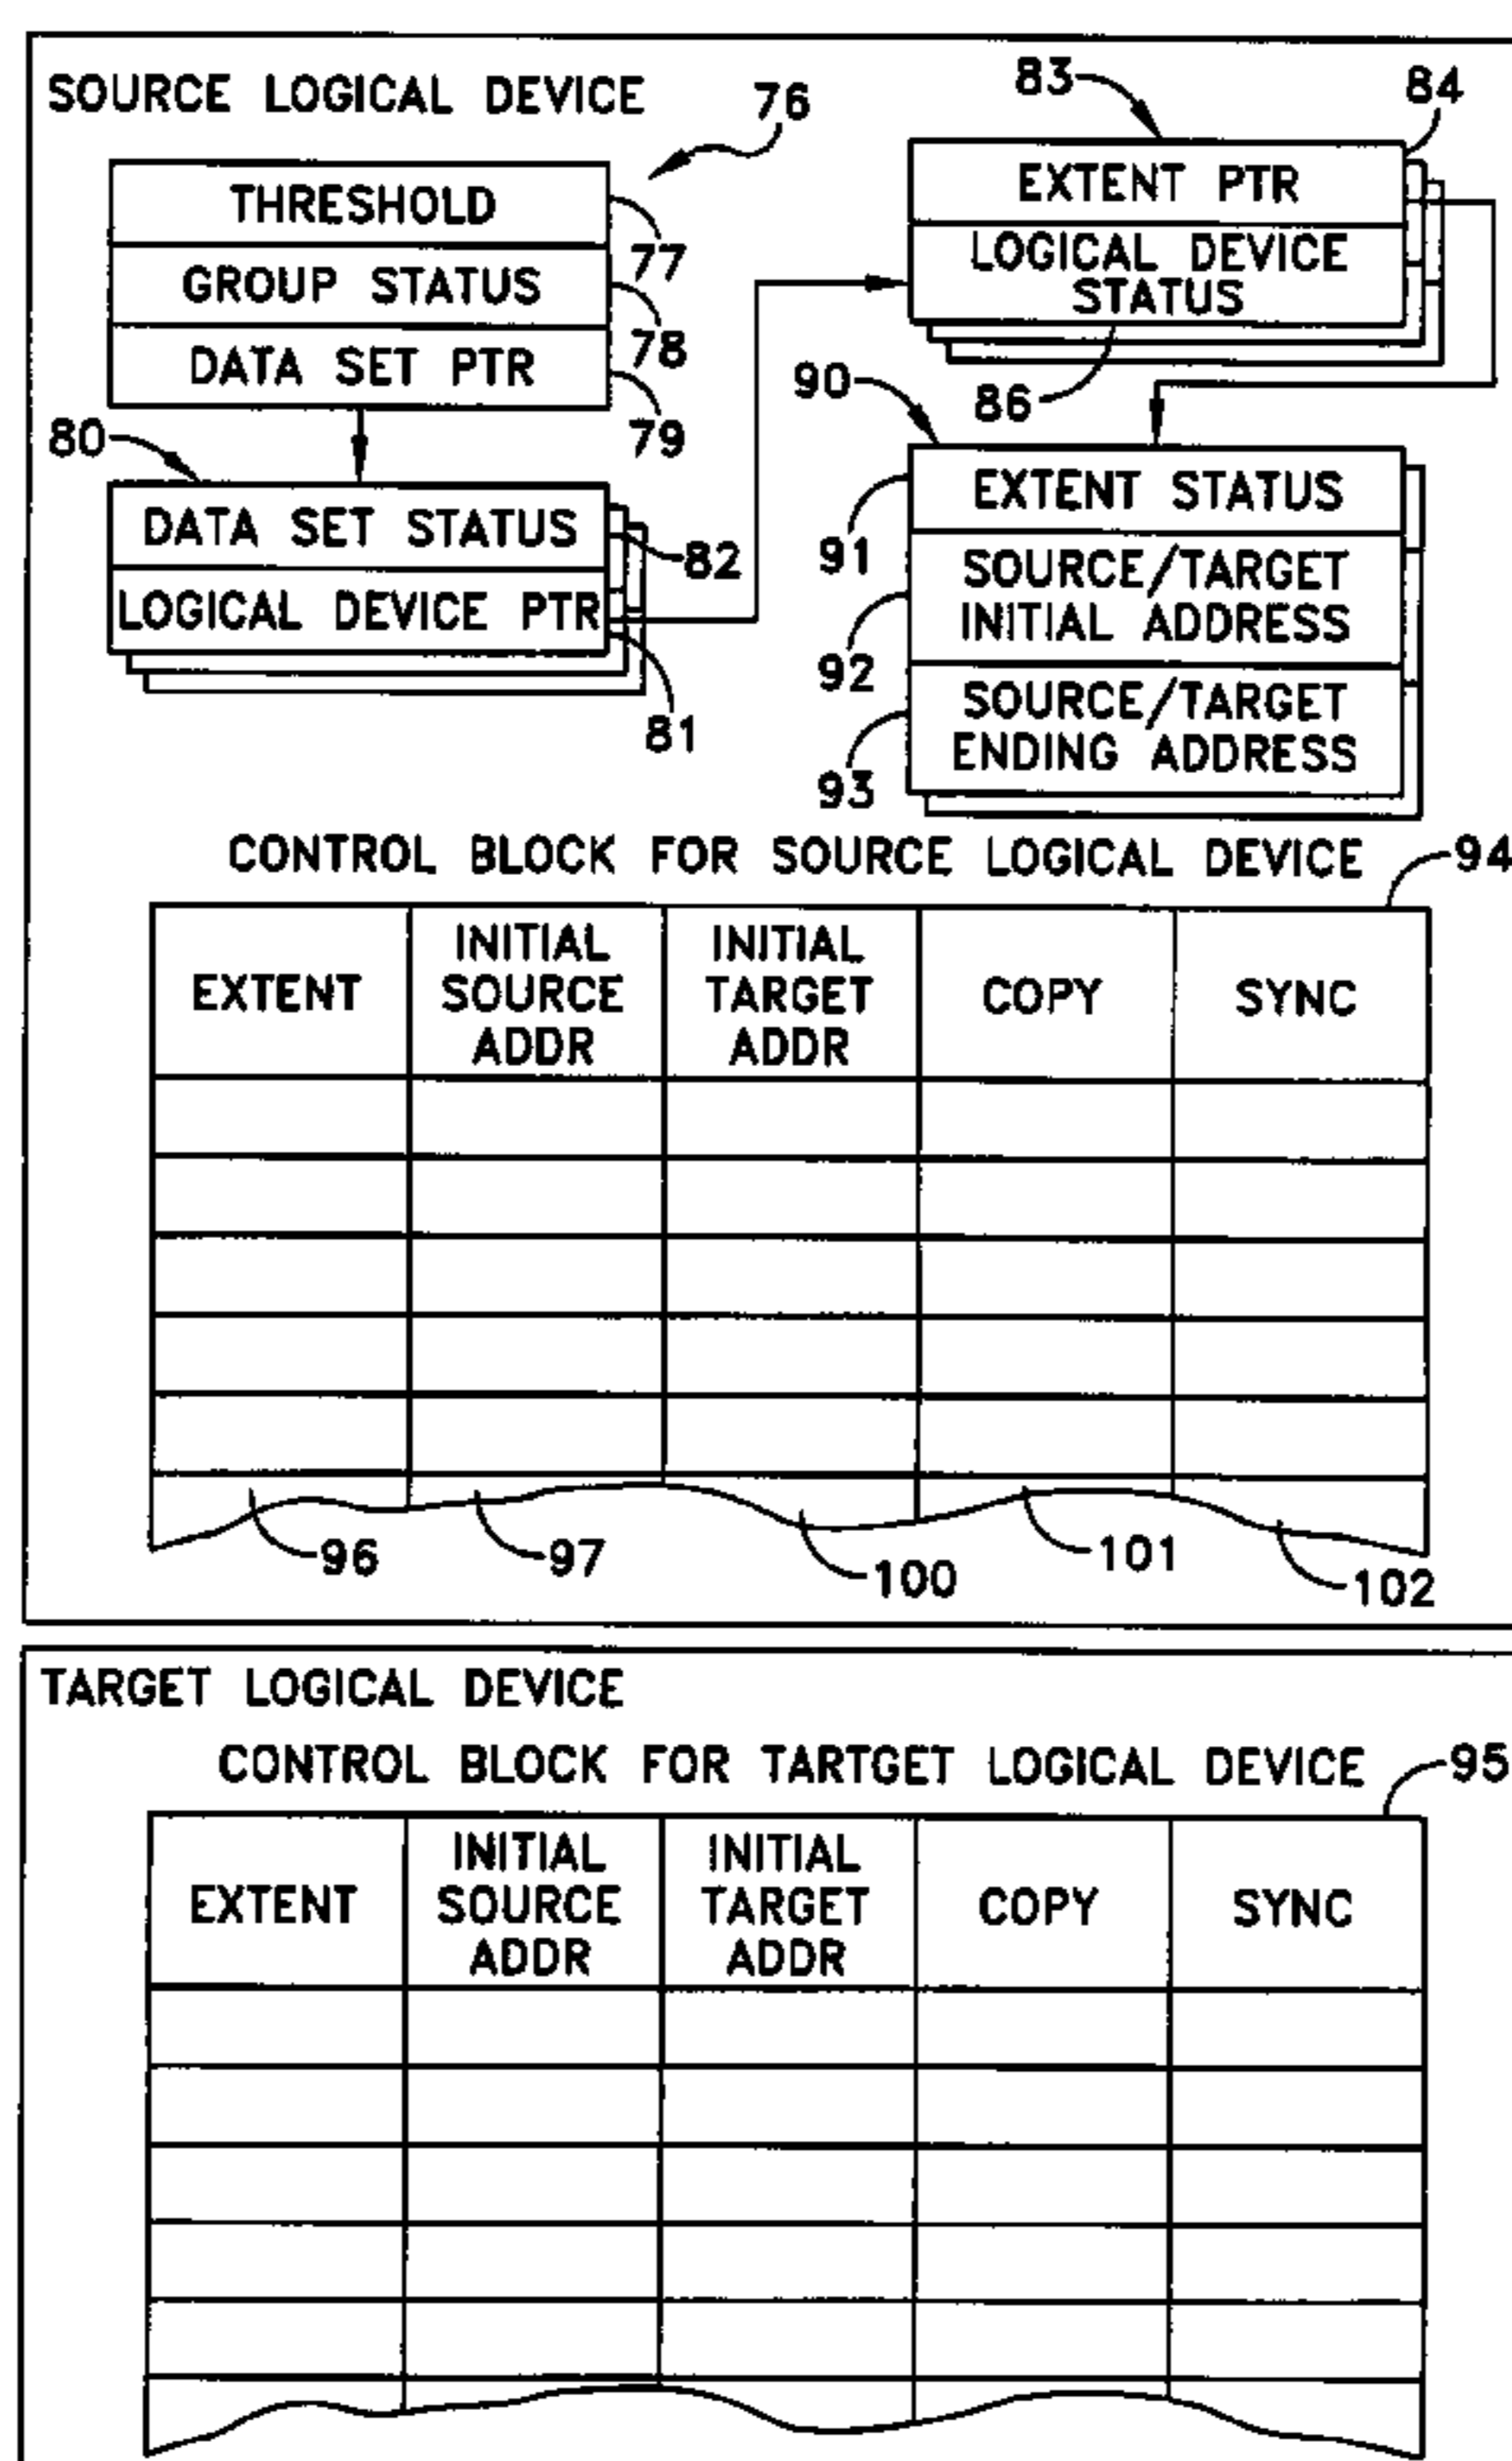 SOURCE LOGICAL DEVICE
76
THRESHOLD
77
GROUP STATUS
78
DATA SET PTR
79
80
DATA SET STATUS
82
LOGICAL DEVICE PTR
81
83
84
EXTENT PTR
LOGICAL DEVICE
STATUS
86
90
EXTENT STATUS
91
SOURCE/TARGET
INITIAL ADDRESS
92
SOURCE/TARGET
ENDING ADDRESS
93
CONTROL BLOCK FOR SOURCE LOGICAL DEVICE
94
EXTENT
INITIAL
SOURCE
ADDR
INITIAL
TARGET
ADDR
COPY
SYNC
96
97
100
101
102
TARGET LOGICAL DEVICE
CONTROL BLOCK FOR TARTGET LOGICAL DEVICE
95
EXTENT
INITIAL
SOURCE
ADDR
INITIAL
TARGET
ADDR
COPY
SYNC